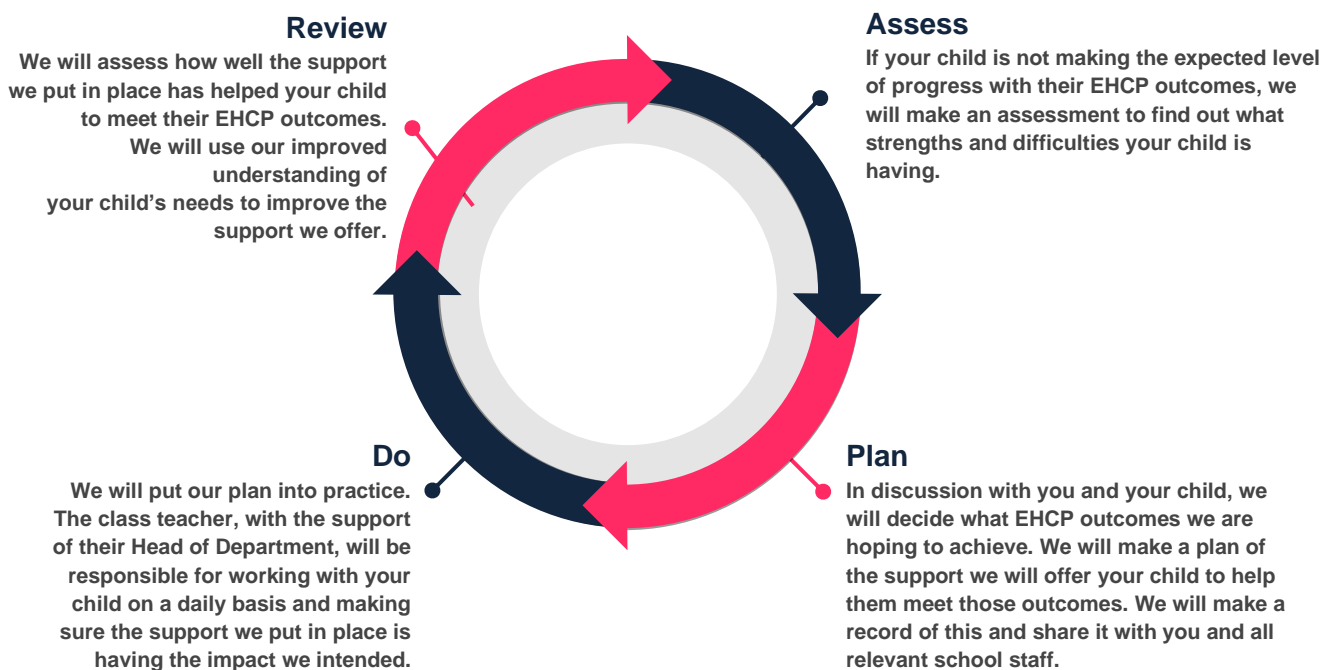 Review
We will assess how well the support
we put in place has helped your child
to meet their EHCP outcomes.
We will use our improved
understanding of
your child’s needs to improve the
support we offer.
Assess
If your child is not making the expected level
of progress with their EHCP outcomes, we
will make an assessment to find out what
strengths and difficulties your child is
having.
Do
We will put our plan into practice.
The class teacher, with the support
of their Head of Department, will be
responsible for working with your
child on a daily basis and making
sure the support we put in place is
having the impact we intended.
Plan
In discussion with you and your child, we
will decide what EHCP outcomes we are
hoping to achieve. We will make a plan of
the support we will offer your child to help
them meet those outcomes. We will make a
record of this and share it with you and all
relevant school staff.